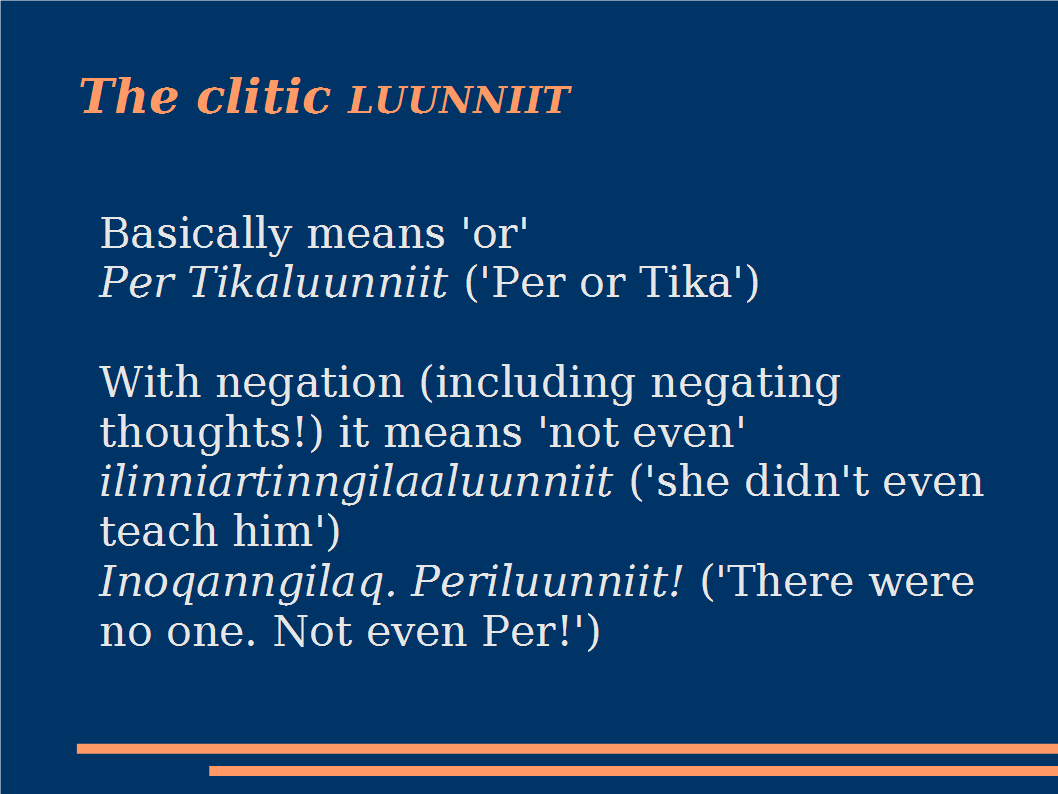 The clitic LUUNNIIT
Basically means 'or'
Per Tikaluunniit ('Per or Tika')
With negation (including negating
thoughts!) it means 'not even'
ilinniartinngilaaluunniit ('she didn't even
teach him')
Inoqanngilaq. Periluunniit! ('There were
no one. Not even Per!')